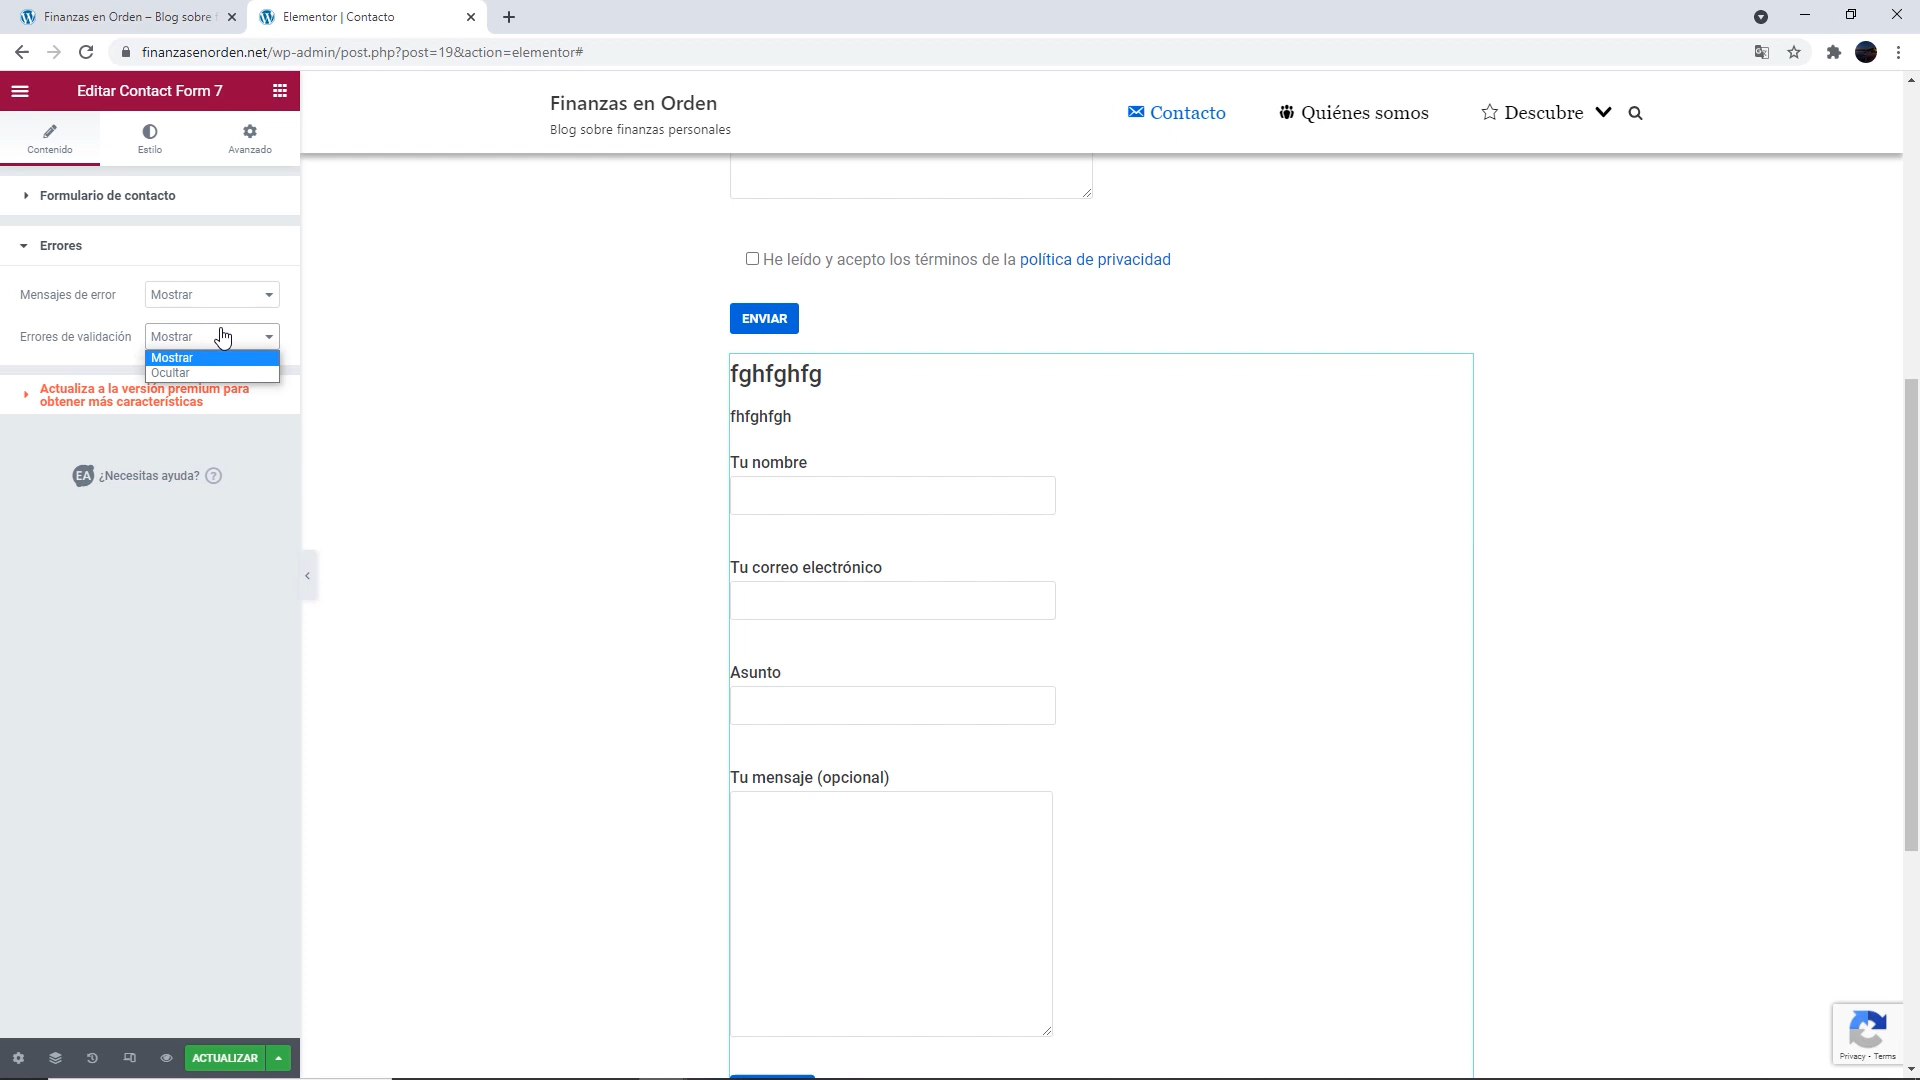 Finanzas en Orden – Blog sobre
Elementor | Contacto
finanzasenorden.net/wp-admin/post.php?post=19&action=elementor#
Editar Contact Form 7
Contenido
Estilo
Avanzado
Formulario de contacto
Errores
Mensajes de error
Mostrar
Errores de validación
Mostrar
Mostrar
Ocultar
Actualiza a la versión premium para
obtener más características
EA ¿Necesitas ayuda? ?
ACTUALIZAR
Finanzas en Orden
Blog sobre finanzas personales
Contacto
Quiénes somos
Descubre
He leído y acepto los términos de la política de privacidad
ENVIAR
fghfghfg
fhfghfgh
Tu nombre
Tu correo electrónico
Asunto
Tu mensaje (opcional)
Privacy - Terms